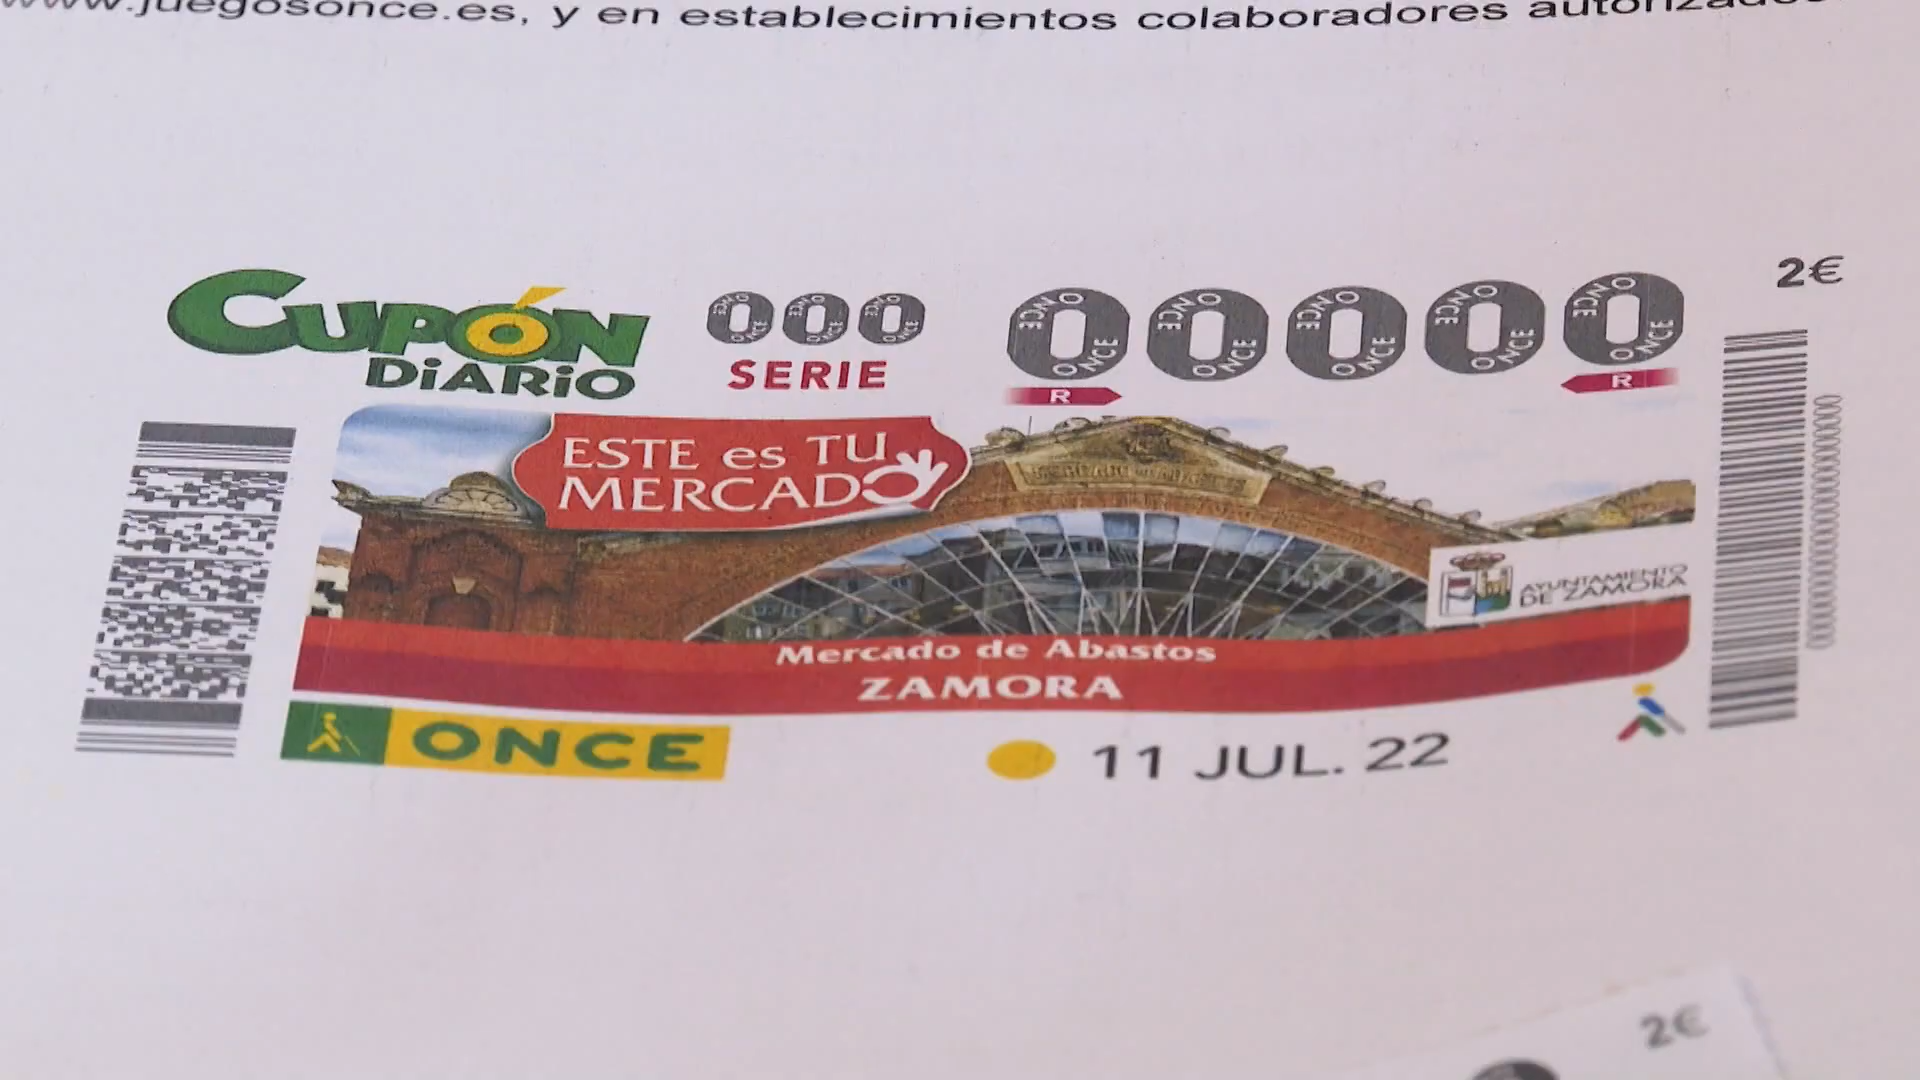 www.juegosonce.es, y en establecimientos colaboradores autorizados
CUPÓN
DiARiO
000
SERIE
00000
R
R
2€
ESTE es TU
MERCADO
AYUNTAMIENTO
DE ZAMORA
Mercado de Abastos
ZAMORA
ONCE
11 JUL. 22
2€